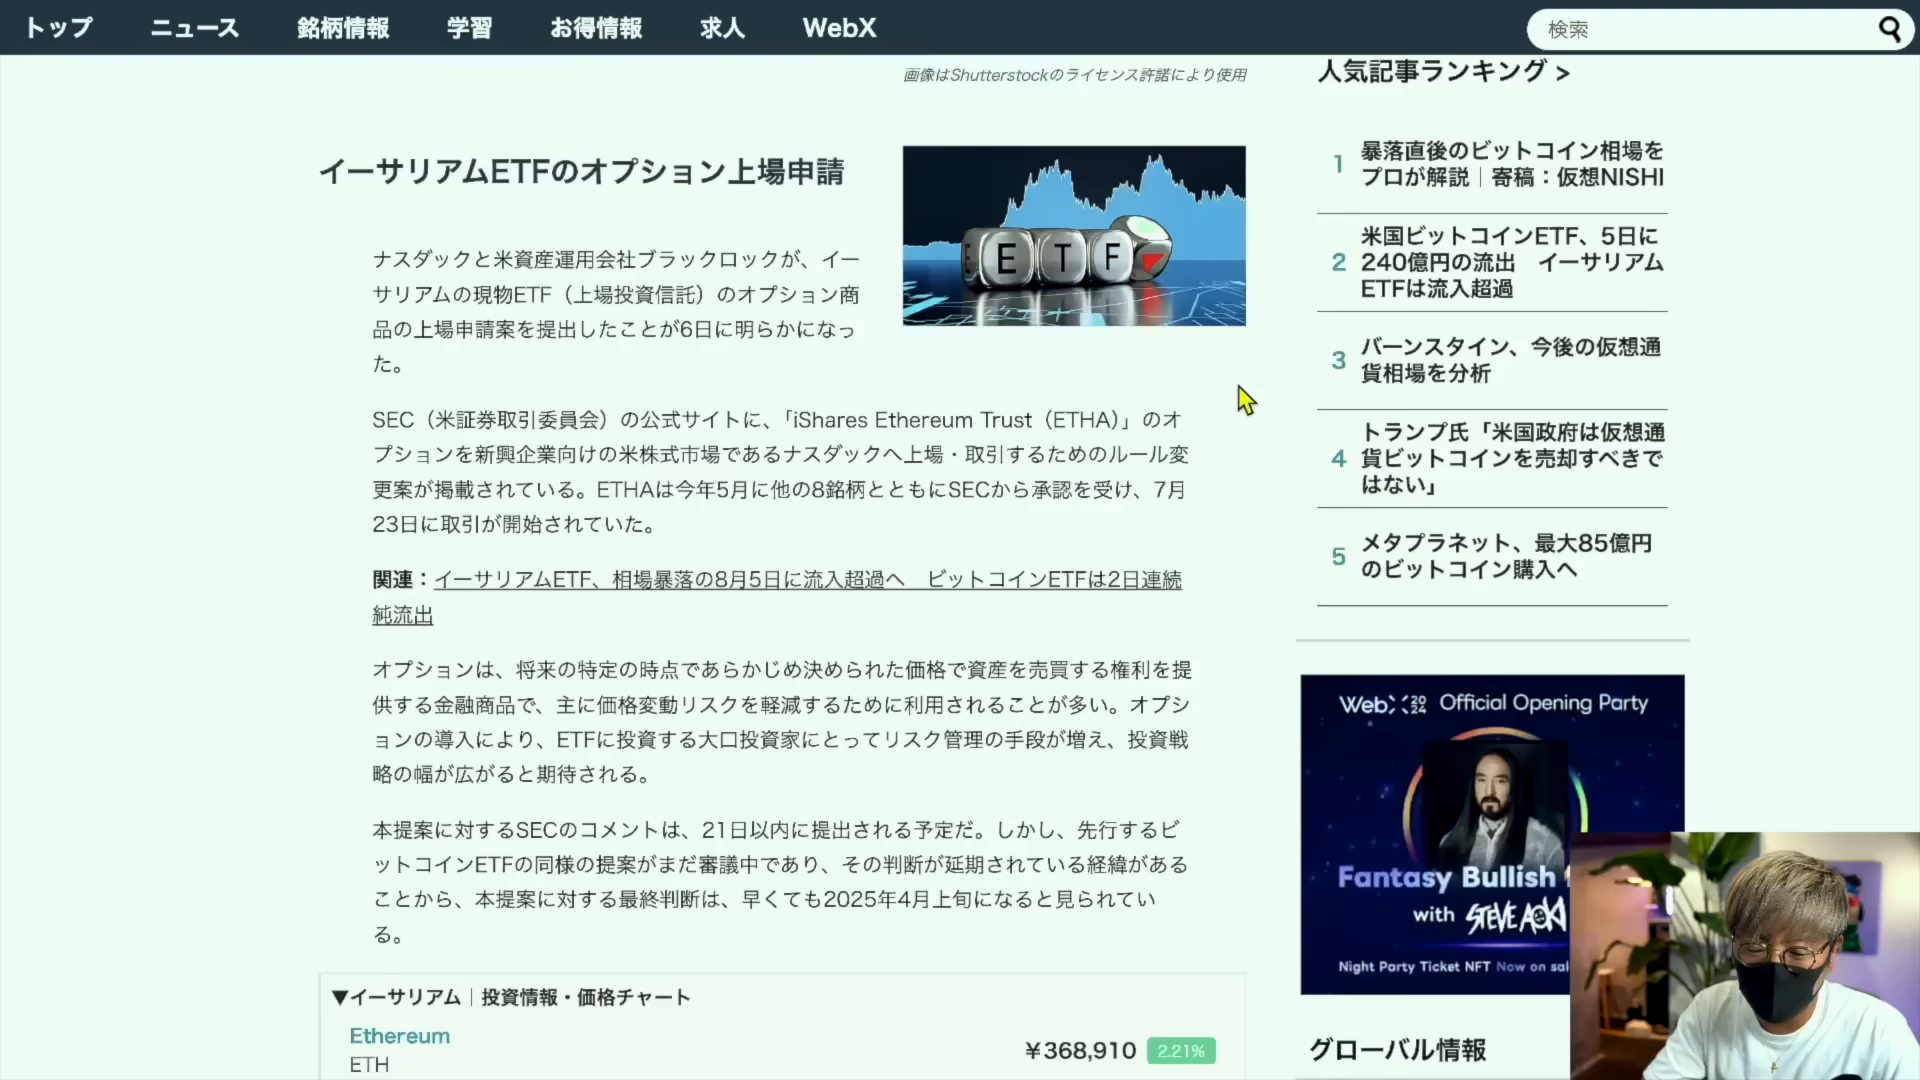 トップ ニュース 銘柄情報 学習 お得情報 求人 WebX
検索
画像はShutterstockのライセンス許諾により使用
イーサリアムETFのオプション上場申請
E T F
ナスダックと米資産運用会社ブラックロックが、イー
サリアムの現物ETF（上場投資信託）のオプション商
品の上場申請案を提出したことが6日に明らかになっ
た。
SEC（米証券取引委員会）の公式サイトに、「iShares Ethereum Trust（ETHA）」のオ
プションを新興企業向けの米株式市場であるナスダックへ上場・取引するためのルール変
更案が掲載されている。ETHAは今年5月に他の8銘柄とともにSECから承認を受け、7月
23日に取引が開始されていた。
関連：イーサリアムETF、相場暴落の8月5日に流入超過へ　ビットコインETFは2日連続
純流出
オプションは、将来の特定の時点であらかじめ決められた価格で資産を売買する権利を提
供する金融商品で、主に価格変動リスクを軽減するために利用されることが多い。オプシ
ョンの導入により、ETFに投資する大口投資家にとってリスク管理の手段が増え、投資戦
略の幅が広がると期待される。
本提案に対するSECのコメントは、21日以内に提出される予定だ。しかし、先行するビ
ットコインETFの同様の提案がまだ審議中であり、その判断が延期されている経緯がある
ことから、本提案に対する最終判断は、早くても2025年4月上旬になると見られてい
る。
▼イーサリアム｜投資情報・価格チャート
Ethereum
ETH
¥368,910 2.21%
人気記事ランキング >
1 暴落直後のビットコイン相場を
プロが解説｜寄稿：仮想NISHI
2 米国ビットコインETF、5日に
240億円の流出　イーサリアム
ETFは流入超過
3 バーンスタイン、今後の仮想通
貨相場を分析
4 トランプ氏「米国政府は仮想通
貨ビットコインを売却すべきで
はない」
5 メタプラネット、最大85億円
のビットコイン購入へ
WebX 2024 Official Opening Party
Fantasy Bullish
with STEVE AOKI
Night Party Ticket NFT Now on sal
グローバル情報